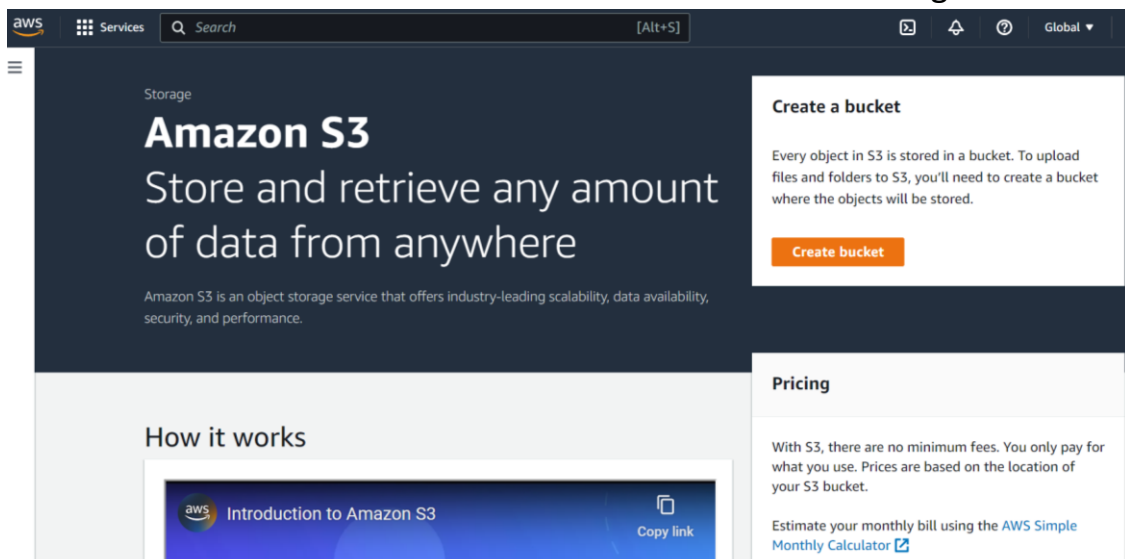 aws
Services
Search
[Alt+S]
Global
Storage
Amazon S3
Store and retrieve any amount
of data from anywhere
Amazon S3 is an object storage service that offers industry-leading scalability, data availability,
security, and performance.
Create a bucket
Every object in S3 is stored in a bucket. To upload
files and folders to S3, you'll need to create a bucket
where the objects will be stored.
Create bucket
How it works
aws
Introduction to Amazon S3
Copy link
Pricing
With S3, there are no minimum fees. You only pay for
what you use. Prices are based on the location of
your S3 bucket.
Estimate your monthly bill using the AWS Simple
Monthly Calculator